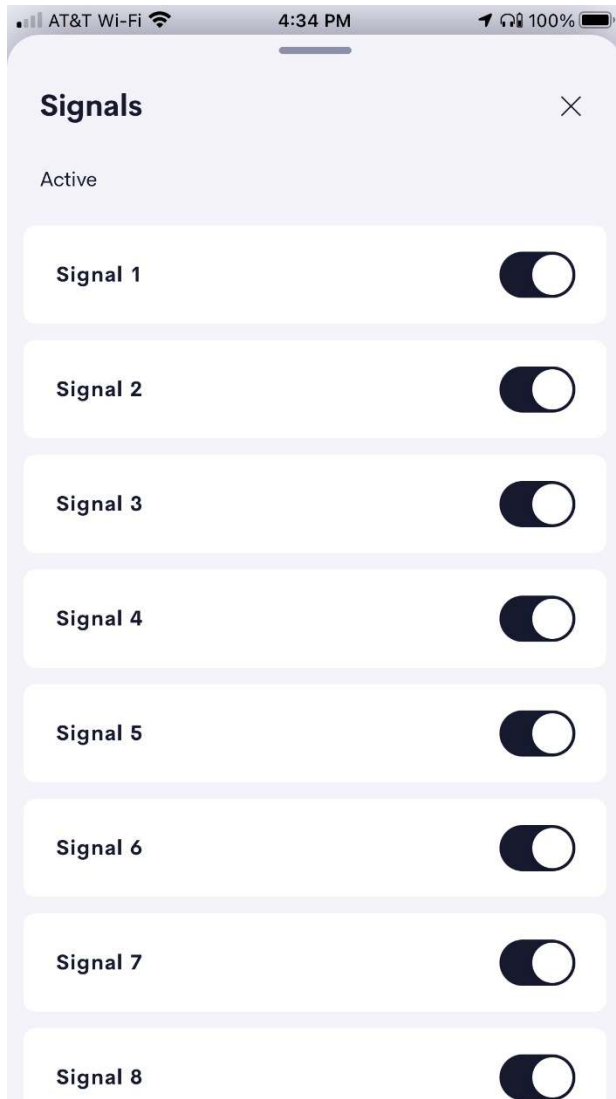 AT&T Wi-Fi 4:34 PM 100%
Signals
Active
Signal 1
Signal 2
Signal 3
Signal 4
Signal 5
Signal 6
Signal 7
Signal 8